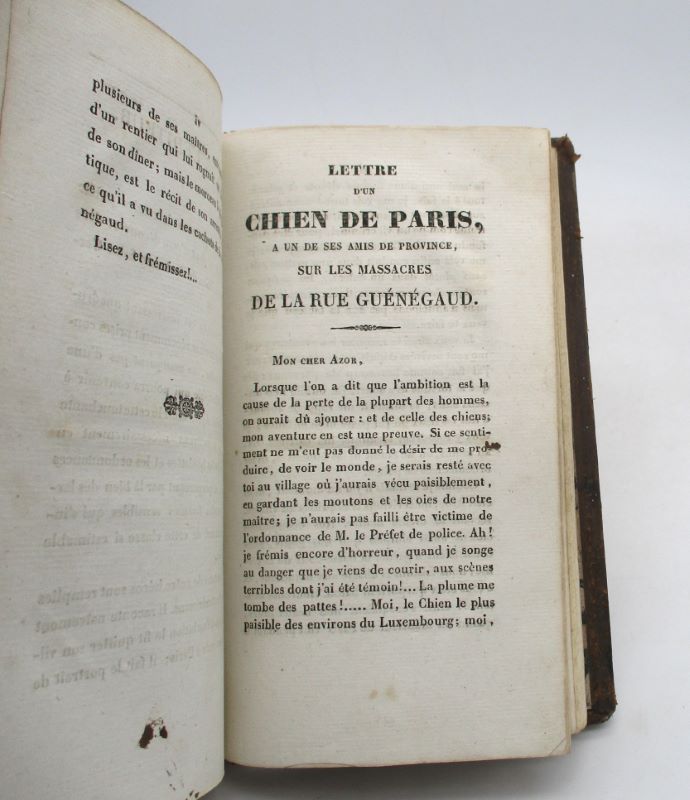 iv
plusieurs de ses maîtres,
d'un rentier qui lui rognait
de son dîner; mais le morceau
tique, est le récit de son
ce qu'il a vu dans les cachots
négaud.
Lisez, et frémissez!...
LETTRE
D'UN
CHIEN DE PARIS,
A UN DE SES AMIS DE PROVINCE,
SUR LES MASSACRES
DE LA RUE GUÉNÉGAUD.
MON CHER AZOR,
Lorsque l'on a dit que l'ambition est la
cause de la perte de la plupart des hommes,
on aurait dû ajouter : et de celle des chiens;
mon aventure en est une preuve. Si ce senti-
ment ne m'eut pas donné le désir de me pro-
duire, de voir le monde, je serais resté avec
toi au village où j'aurais vécu paisiblement,
en gardant les moutons et les oies de notre
maître; je n'aurais pas failli être victime de
l'ordonnance de M. le Préfet de police. Ah!
je frémis encore d'horreur, quand je songe
au danger que je viens de courir, aux scènes
terribles dont j'ai été témoin!... La plume me
tombe des pattes!..... Moi, le Chien le plus
paisible des environs du Luxembourg; moi,